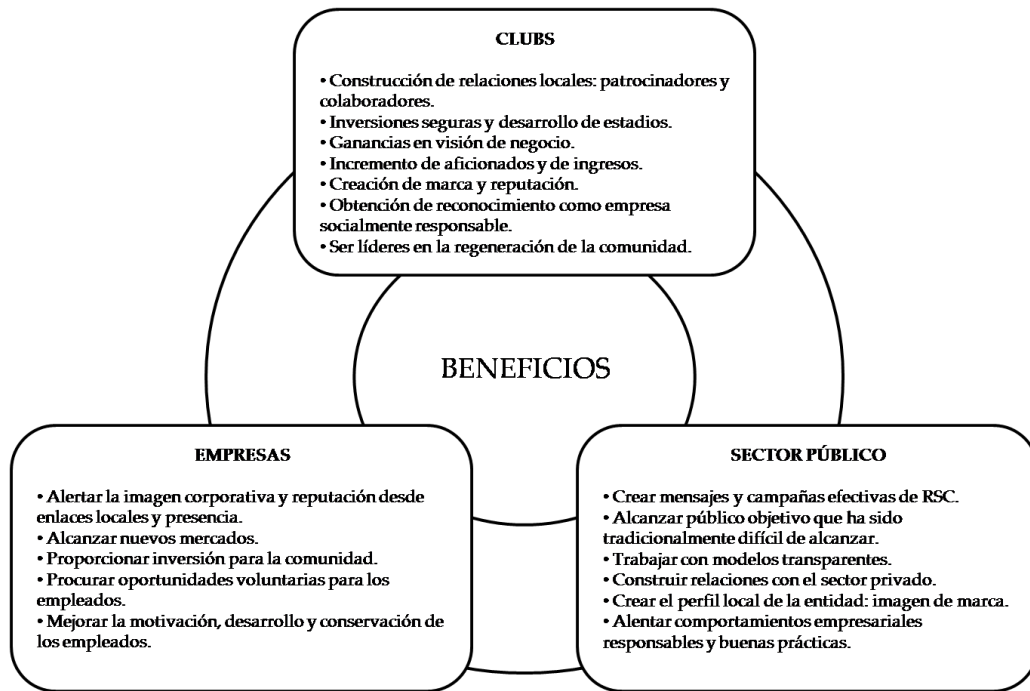 CLUBS
• Construcción de relaciones locales: patrocinadores y
colaboradores.
• Inversiones seguras y desarrollo de estadios.
• Ganancias en visión de negocio.
• Incremento de aficionados y de ingresos.
• Creación de marca y reputación.
• Obtención de reconocimiento como empresa
socialmente responsable.
• Ser líderes en la regeneración de la comunidad.
BENEFICIOS
EMPRESAS
• Alertar la imagen corporativa y reputación desde
enlaces locales y presencia.
• Alcanzar nuevos mercados.
• Proporcionar inversión para la comunidad.
• Procurar oportunidades voluntarias para los
empleados.
• Mejorar la motivación, desarrollo y conservación de
los empleados.
SECTOR PÚBLICO
• Crear mensajes y campañas efectivas de RSC.
• Alcanzar público objetivo que ha sido
tradicionalmente difícil de alcanzar.
• Trabajar con modelos transparentes.
• Construir relaciones con el sector privado.
• Crear el perfil local de la entidad: imagen de marca.
• Alentar comportamientos empresariales
responsables y buenas prácticas.